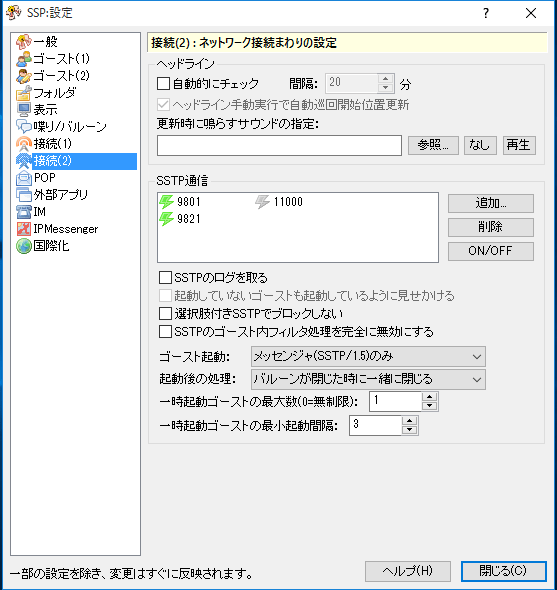 SSP:設定
一般
ゴースト(1)
ゴースト(2)
フォルダ
表示
喋り/バルーン
接続(1)
接続(2)
POP
外部アプリ
IM
IPMessenger
国際化
接続(2) : ネットワーク接続まわりの設定
ヘッドライン
自動的にチェック 間隔: 20 分
ヘッドライン手動実行で自動巡回開始位置更新
更新時に鳴らすサウンドの指定:
参照... なし 再生
SSTP通信
9801 11000
9821
追加...
削除
ON/OFF
SSTPのログを取る
起動していないゴーストも起動しているように見せかける
選択肢付きSSTPでブロックしない
SSTPのゴースト内フィルタ処理を完全に無効にする
ゴースト起動: メッセンジャ(SSTP/1.5)のみ
起動後の処理: バルーンが閉じた時に一緒に閉じる
一時起動ゴーストの最大数(0=無制限): 1
一時起動ゴーストの最小起動間隔: 3
一部の設定を除き、変更はすぐに反映されます。
ヘルプ(H) 閉じる(C)